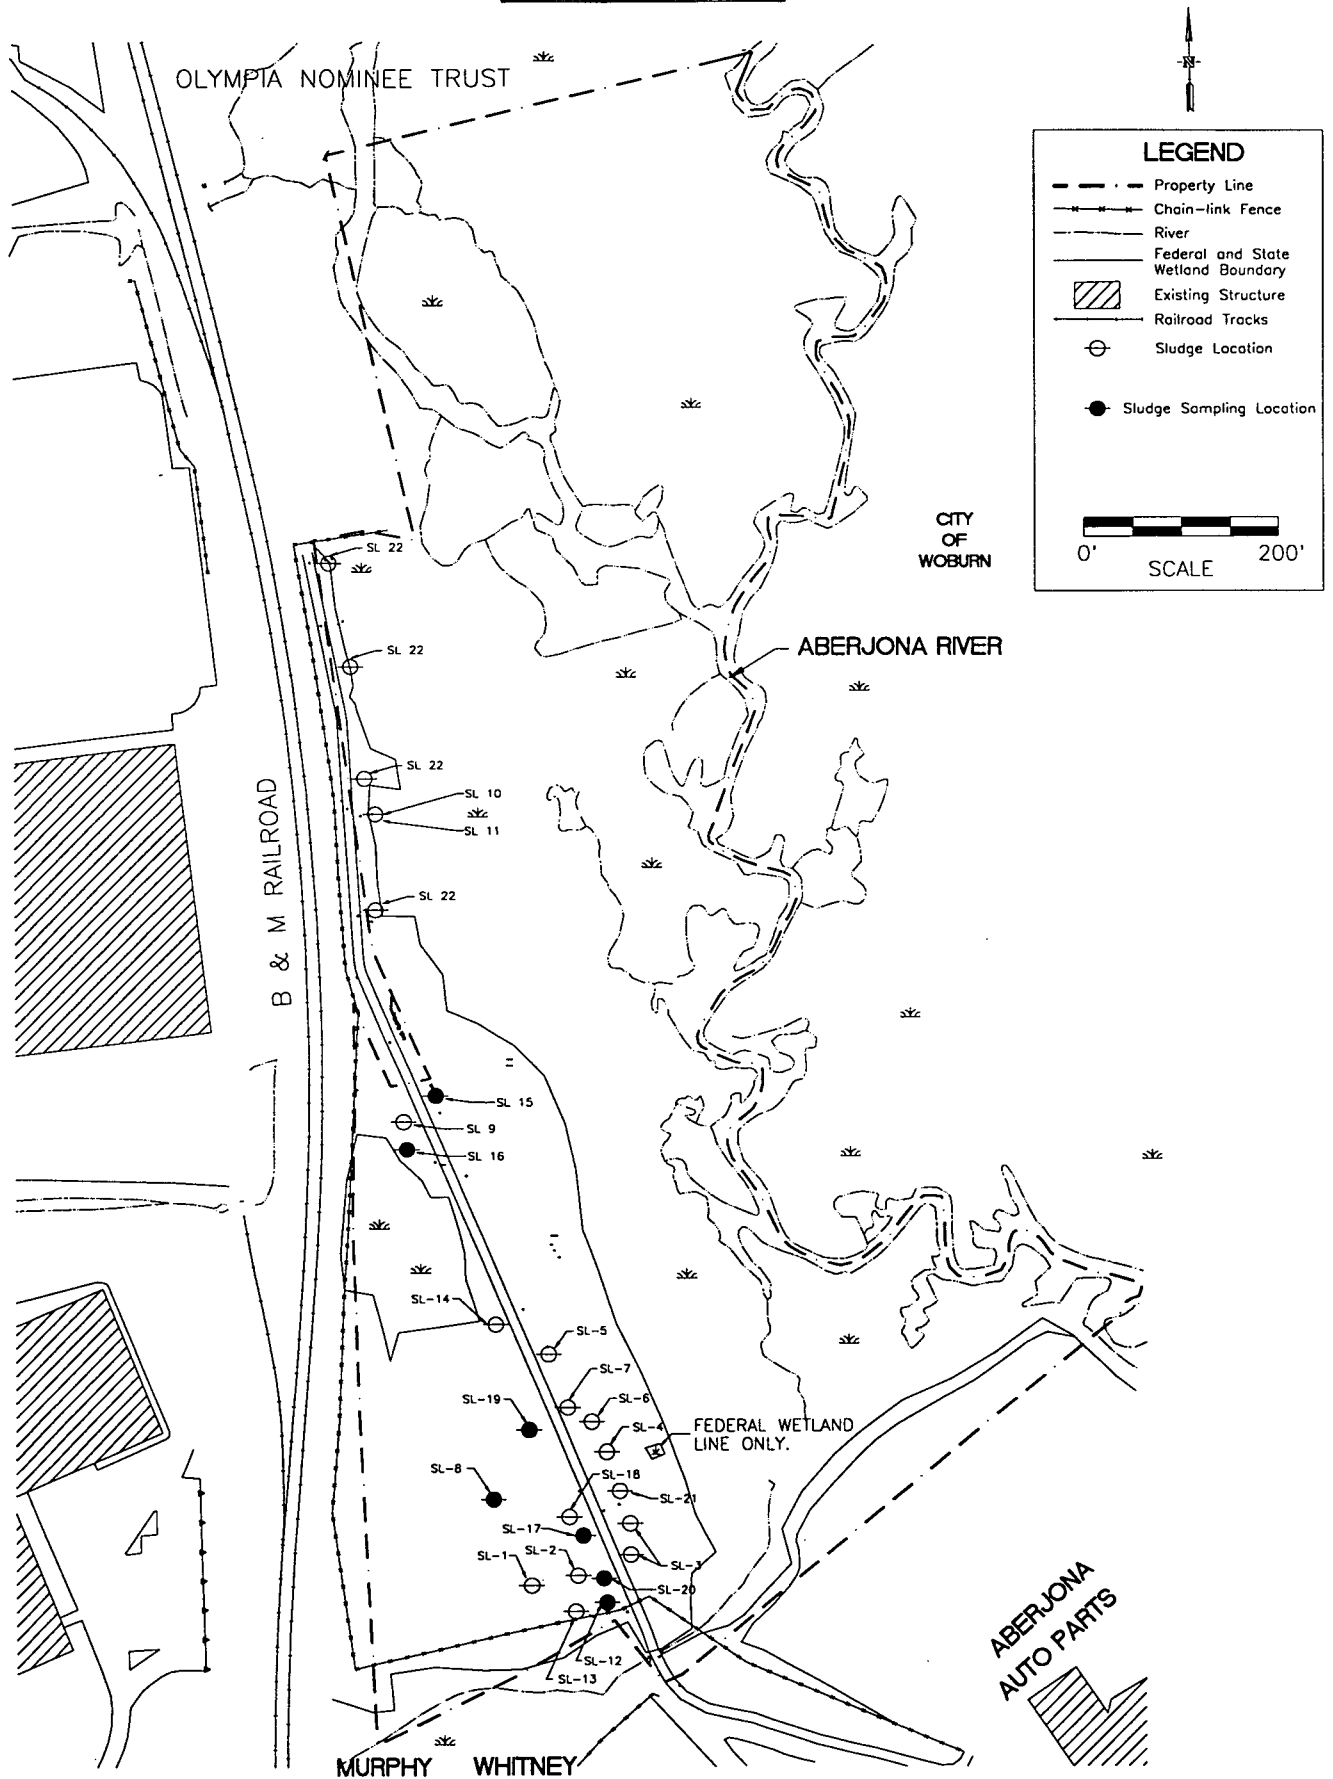 OLYMPIA NOMINEE TRUST
N
LEGEND
Property Line
Chain-link Fence
River
Federal and State
Wetland Boundary
Existing Structure
Railroad Tracks
Sludge Location
Sludge Sampling Location
0' 200'
SCALE
CITY
OF
WOBURN
SL 22
ABERJONA RIVER
SL 22
SL 22
SL 10
SL 11
B & M RAILROAD
SL 22
SL 15
SL 9
SL 16
SL-14
SL-5
SL-7
SL-19
SL-6
SL-4
FEDERAL WETLAND
LINE ONLY.
SL-8
SL-18
SL-21
SL-17
SL-1
SL-2
SL-3
SL-20
SL-12
SL-13
ABERJONA
AUTO PARTS
MURPHY WHITNEY